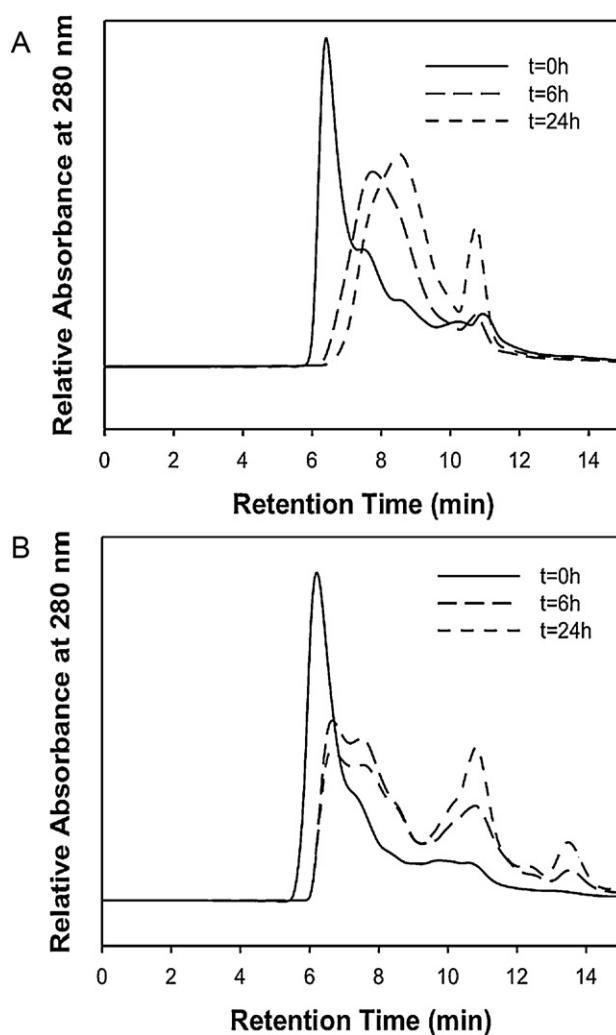 A
Relative Absorbance at 280 nm
t=0h
t=6h
t=24h
0 2 4 6 8 10 12 14
Retention Time (min)
B
Relative Absorbance at 280 nm
t=0h
t=6h
t=24h
0 2 4 6 8 10 12 14
Retention Time (min)